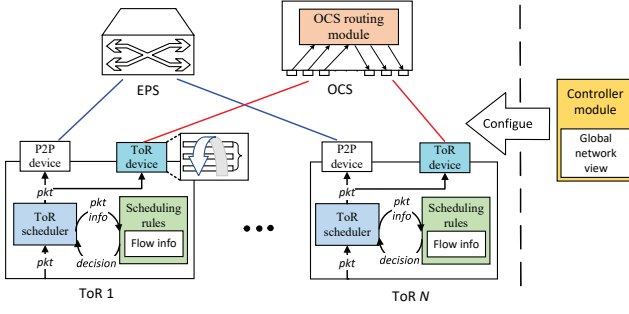 OCS routing
module
EPS
OCS
Controller
module
Global
network
view
Configue
P2P
device
ToR
device
pkt
ToR
scheduler
pkt
info
Scheduling
rules
Flow info
decision
pkt
ToR 1
P2P
device
ToR
device
pkt
ToR
scheduler
pkt
info
Scheduling
rules
Flow info
decision
pkt
ToR N